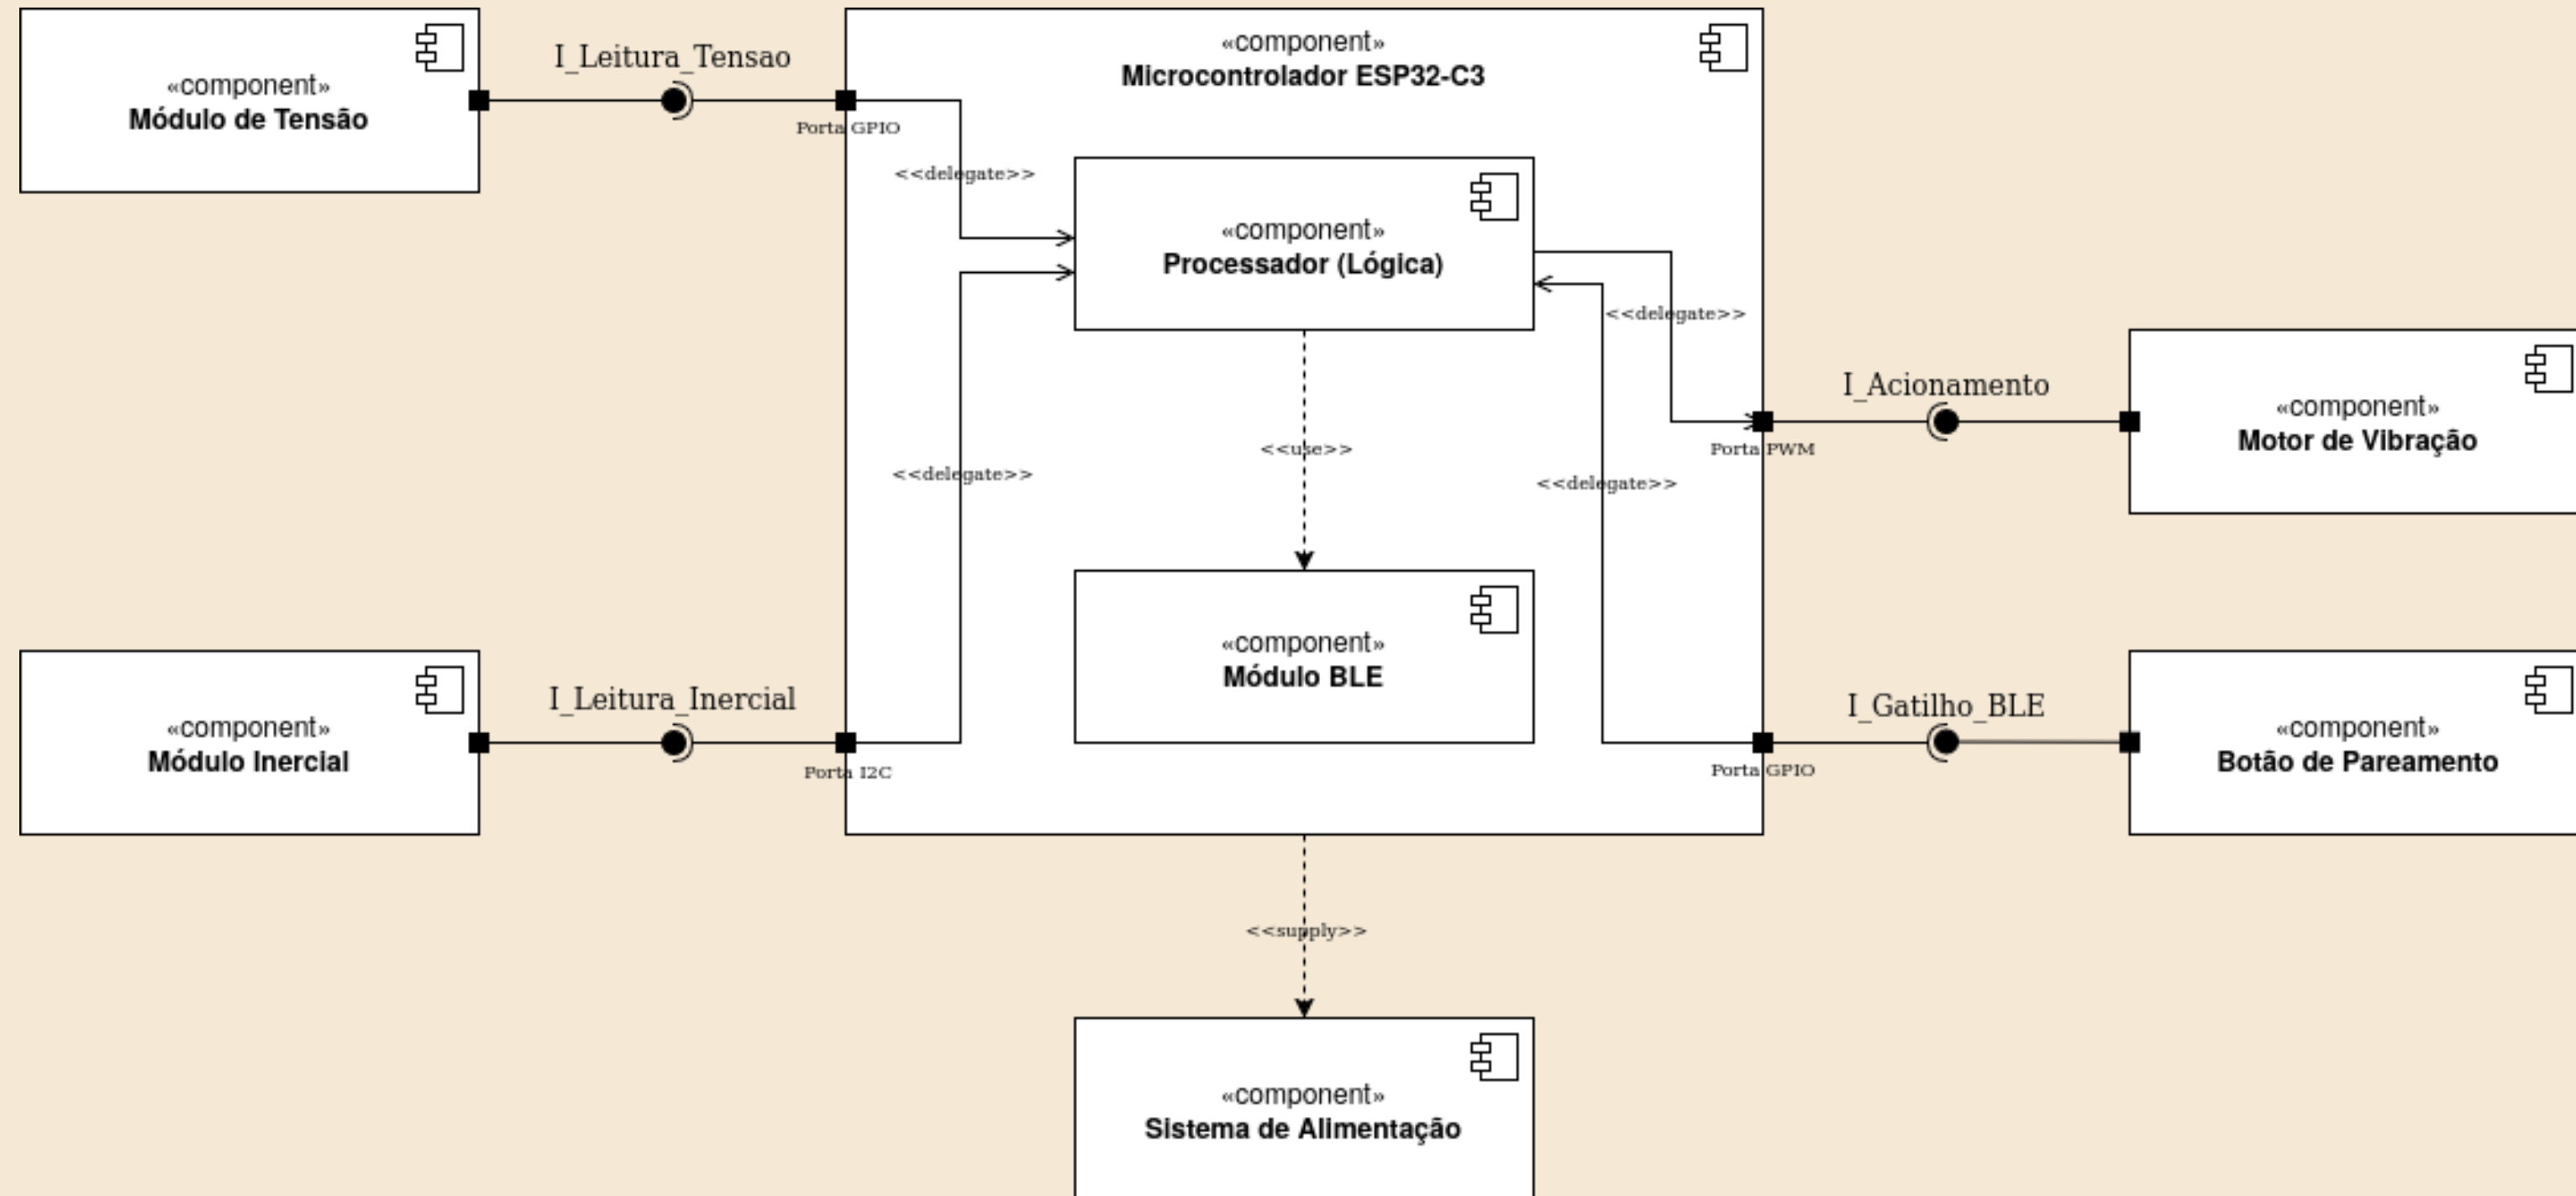 «component»
Módulo de Tensão
I_Leitura_Tensao
Porta GPIO
«component»
Microcontrolador ESP32-C3
<<delegate>>
«component»
Processador (Lógica)
<<delegate>>
I_Acionamento
Porta PWM
«component»
Motor de Vibração
<<use>>
<<delegate>>
<<delegate>>
«component»
Módulo BLE
«component»
Módulo Inercial
I_Leitura_Inercial
Porta I2C
I_Gatilho_BLE
Porta GPIO
«component»
Botão de Pareamento
<<supply>>
«component»
Sistema de Alimentação